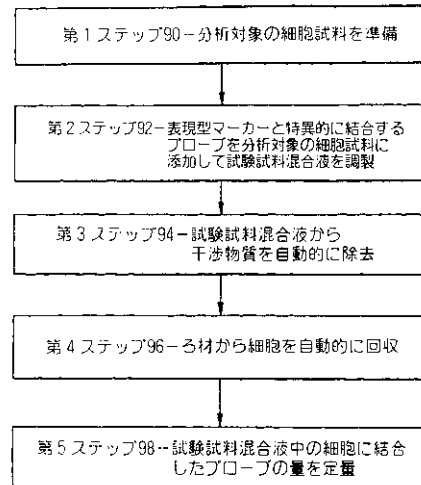 第1ステップ90－分析対象の細胞試料を準備
第2ステップ92－表現型マーカーと特異的に結合する
プローブを分析対象の細胞試料に
添加して試験試料混合液を調製
第3ステップ94－試験試料混合液から
干渉物質を自動的に除去
第4ステップ96－ろ材から細胞を自動的に回収
第5ステップ98－試験試料混合液中の細胞に結合
したプローブの量を定量